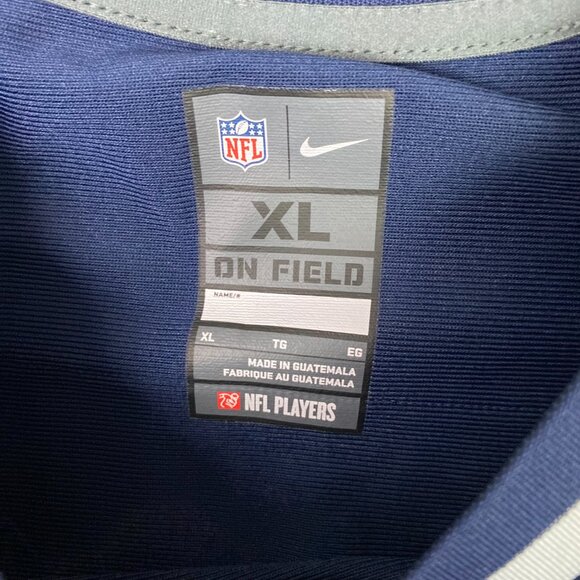 NFL
XL
ON FIELD
NAME/#
XL TG EG
MADE IN GUATEMALA
FABRIQUE AU GUATEMALA
NFL PLAYERS